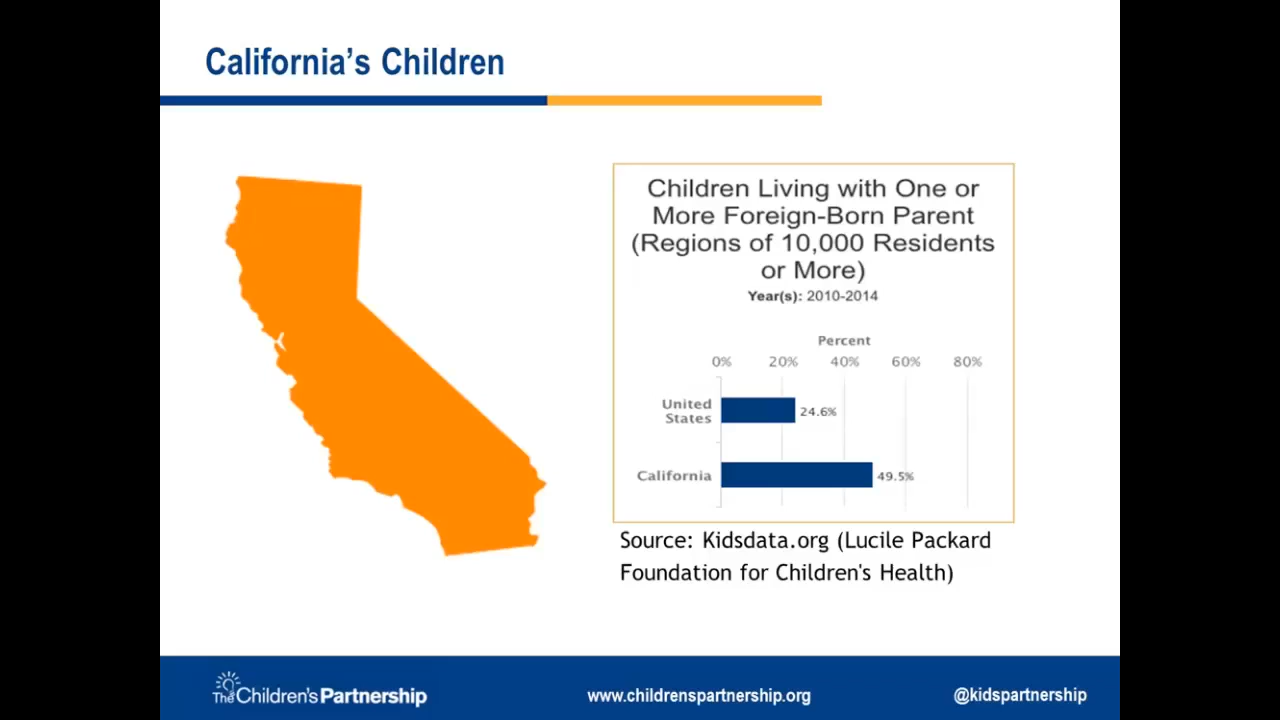 California's Children
Children Living with One or
More Foreign-Born Parent
(Regions of 10,000 Residents
or More)
Year(s): 2010-2014
Percent
0% 20% 40% 60% 80%
United
States
24.6%
California
49.5%
Source: Kidsdata.org (Lucile Packard
Foundation for Children's Health)
The Children's Partnership
www.childrenspartnership.org
@kidspartnership